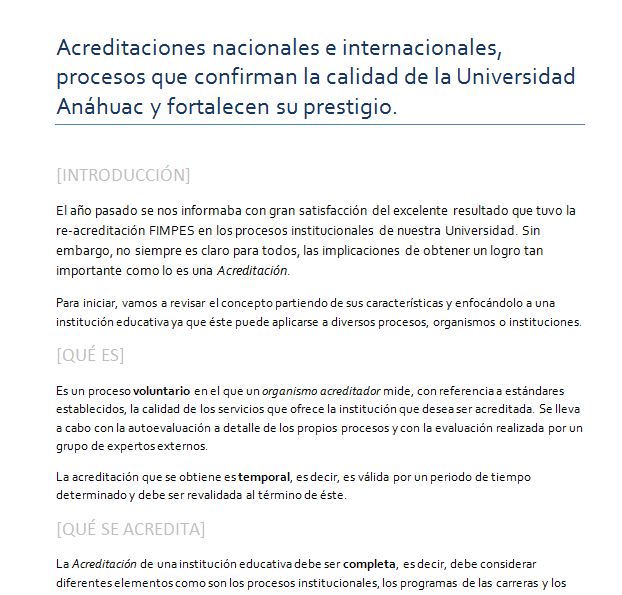 Acreditaciones nacionales e internacionales,
procesos que confirman la calidad de la Universidad
Anáhuac y fortalecen su prestigio.
[INTRODUCCIÓN]
El año pasado se nos informaba con gran satisfacción del excelente resultado que tuvo la
re-acreditación FIMPES en los procesos institucionales de nuestra Universidad. Sin
embargo, no siempre es claro para todos, las implicaciones de obtener un logro tan
importante como lo es una Acreditación.
Para iniciar, vamos a revisar el concepto partiendo de sus características y enfocándolo a una
institución educativa ya que éste puede aplicarse a diversos procesos, organismos o instituciones.
[QUÉ ES]
Es un proceso voluntario en el que un organismo acreditador mide, con referencia a estándares
establecidos, la calidad de los servicios que ofrece la institución que desea ser acreditada. Se lleva
a cabo con la autoevaluación a detalle de los propios procesos y con la evaluación realizada por un
grupo de expertos externos.
La acreditación que se obtiene es temporal, es decir, es válida por un periodo de tiempo
determinado y debe ser revalidada al término de éste.
[QUÉ SE ACREDITA]
La Acreditación de una institución educativa debe ser completa, es decir, debe considerar
diferentes elementos como son los procesos institucionales, los programas de las carreras y los